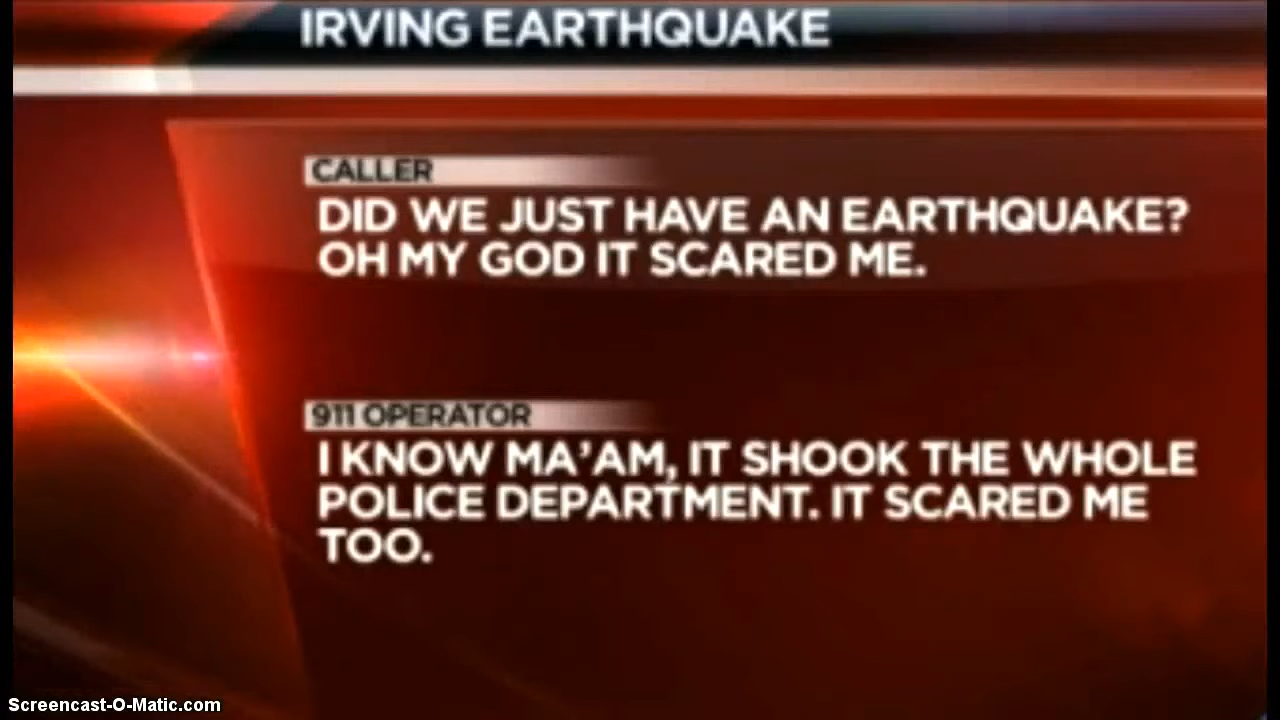 IRVING EARTHQUAKE
CALLER
DID WE JUST HAVE AN EARTHQUAKE?
OH MY GOD IT SCARED ME.
911 OPERATOR
I KNOW MA'AM, IT SHOOK THE WHOLE
POLICE DEPARTMENT. IT SCARED ME
TOO.
Screencast-O-Matic.com